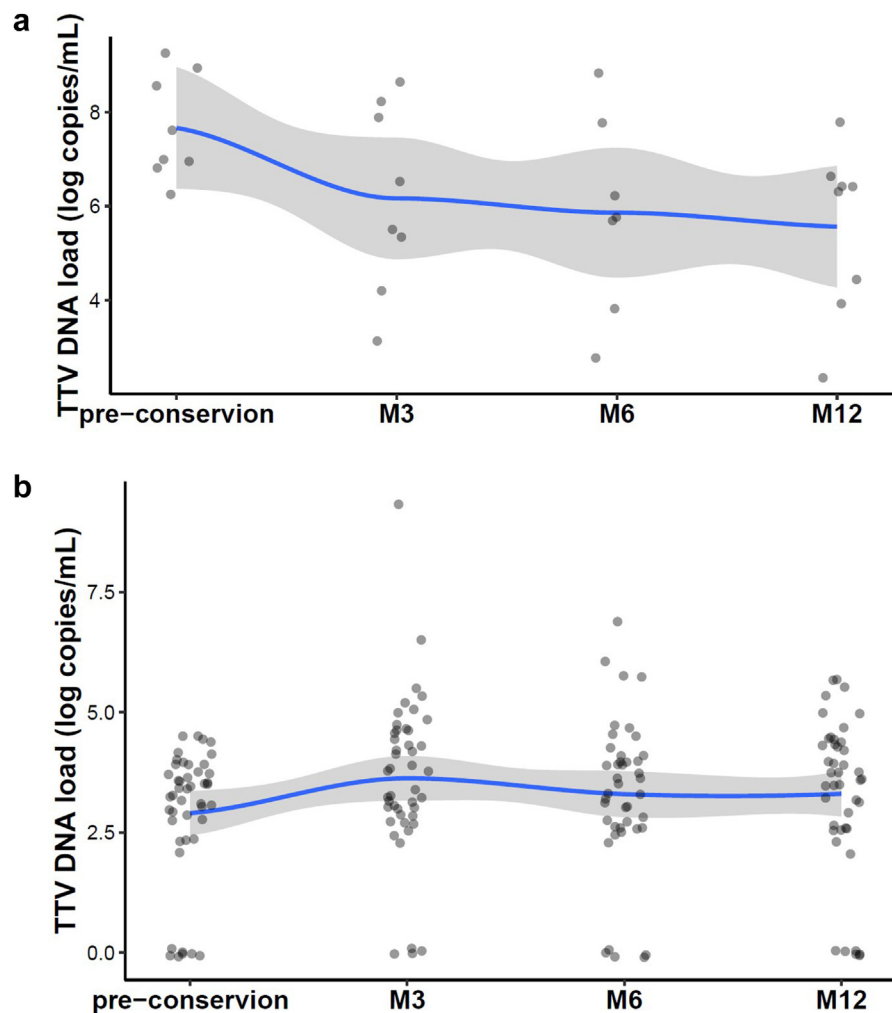 a
TTV DNA load (log copies/mL)
8
6
4
pre-conservion M3 M6 M12
b
TTV DNA load (log copies/mL)
7.5
5.0
2.5
0.0
pre-conservion M3 M6 M12